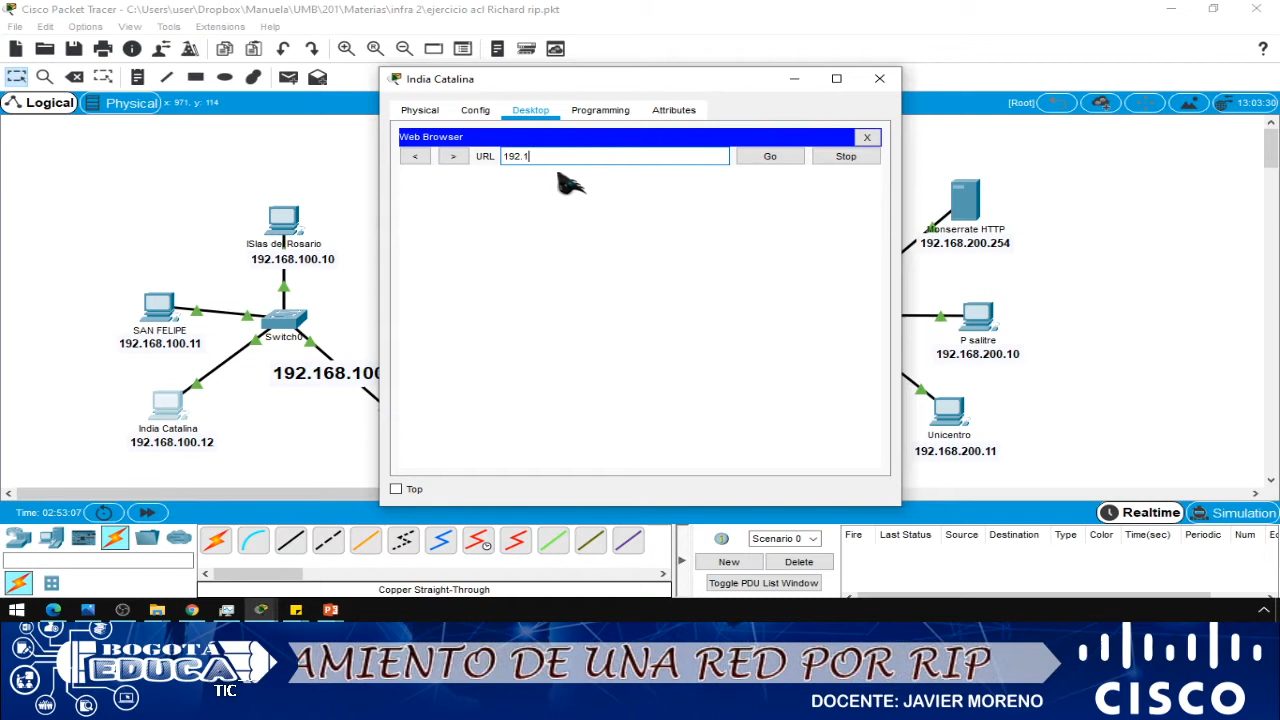 Cisco Packet Tracer - C:\Users\user\Dropbox\Manuela\UMB\201\Materias\infra 2\ejercicio acl Richard rip.pkt
File Edit Options View Tools Extensions Window Help
India Catalina
Logical Physical x: 971, y: 114
[Root] 13:03:30
Physical Config Desktop Programming Attributes
Web Browser X
< > URL 192.1 Go Stop
ISlas del Rosario
192.168.100.10
SAN FELIPE
192.168.100.11
Switch0
192.168.100
India Catalina
192.168.100.12
Monserrate HTTP
192.168.200.254
P salitre
192.168.200.10
Unicentro
192.168.200.11
Top
Time: 02:53:07
Realtime Simulation
Scenario 0
New Delete
Toggle PDU List Window
Fire Last Status Source Destination Type Color Time(sec) Periodic Num
Copper Straight-Through
BOGOTA
EDUCA
TIC
AMIENTO DE UNA RED POR RIP
DOCENTE: JAVIER MORENO
CISCO